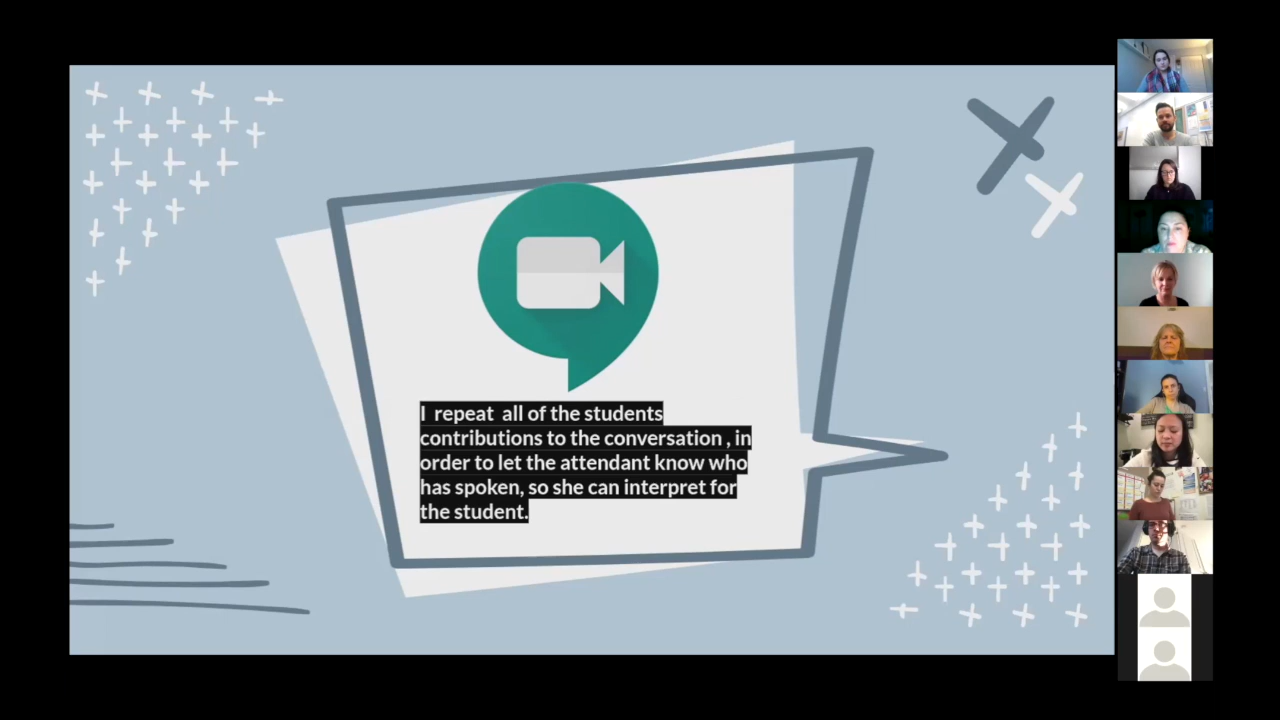 I repeat all of the students
contributions to the conversation , in
order to let the attendant know who
has spoken, so she can interpret for
the student.